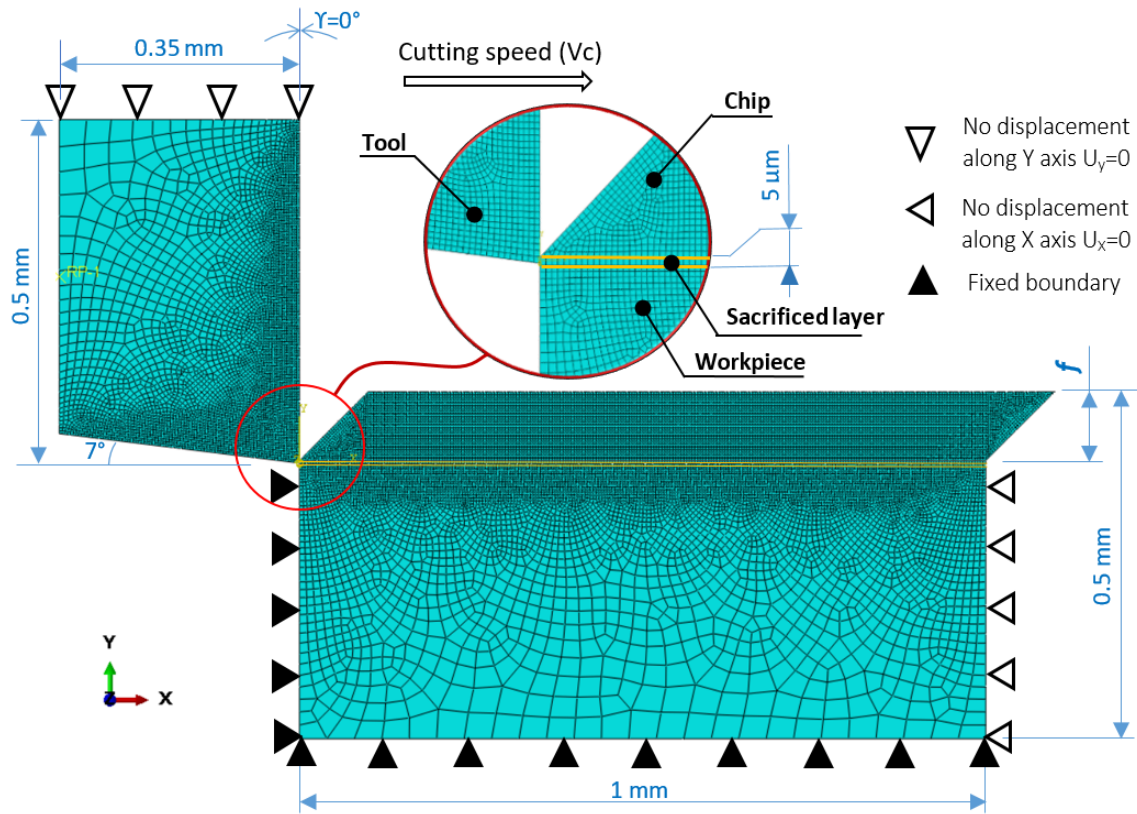 ϒ=0°
0.35 mm
Cutting speed (Vc)
Chip
Tool
5 µm
No displacement
along Y axis Uy=0
No displacement
along X axis Ux=0
Fixed boundary
Sacrificed layer
Workpiece
0.5 mm
RP-1
7°
f
Y
X
0.5 mm
Y
X
Z
1 mm